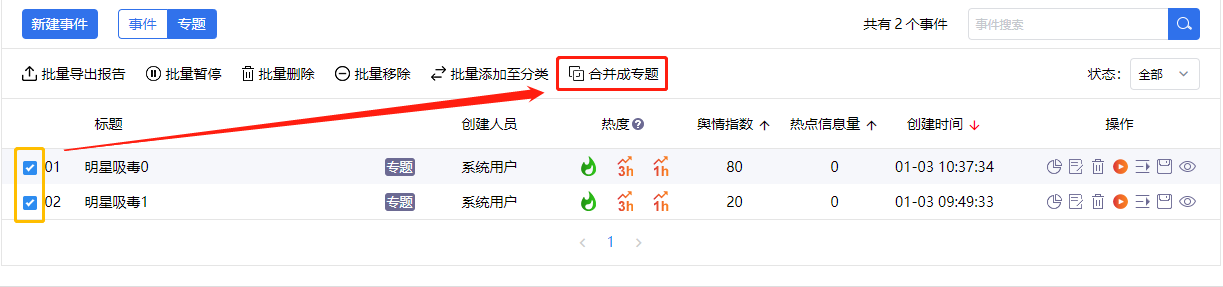 新建事件 事件 专题 共有 2 个事件 事件搜索
批量导出报告 批量暂停 批量删除 批量移除 批量添加至分类 合并成专题 状态： 全部
标题 创建人员 热度 舆情指数 热点信息量 创建时间 操作
01 明星吸毒0 专题 系统用户 3h 1h 80 0 01-03 10:37:34
02 明星吸毒1 专题 系统用户 3h 1h 20 0 01-03 09:49:33
1